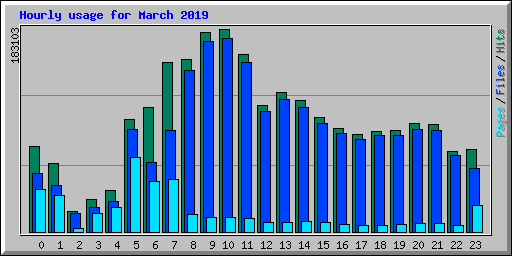 Hourly usage for March 2019
183103
Pages/Files/Hits
0 1 2 3 4 5 6 7 8 9 10 11 12 13 14 15 16 17 18 19 20 21 22 23